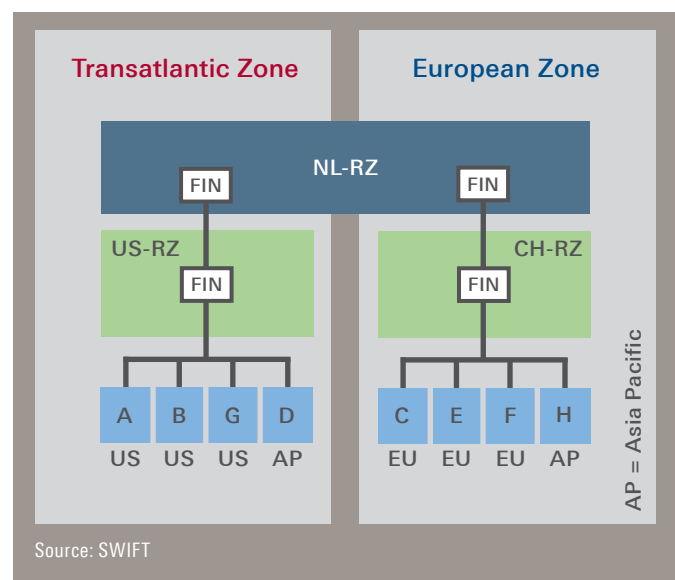 Transatlantic Zone
European Zone
NL-RZ
FIN
FIN
US-RZ
CH-RZ
FIN
FIN
A B G D
C E F H
US US US AP
EU EU EU AP
AP = Asia Pacific
Source: SWIFT